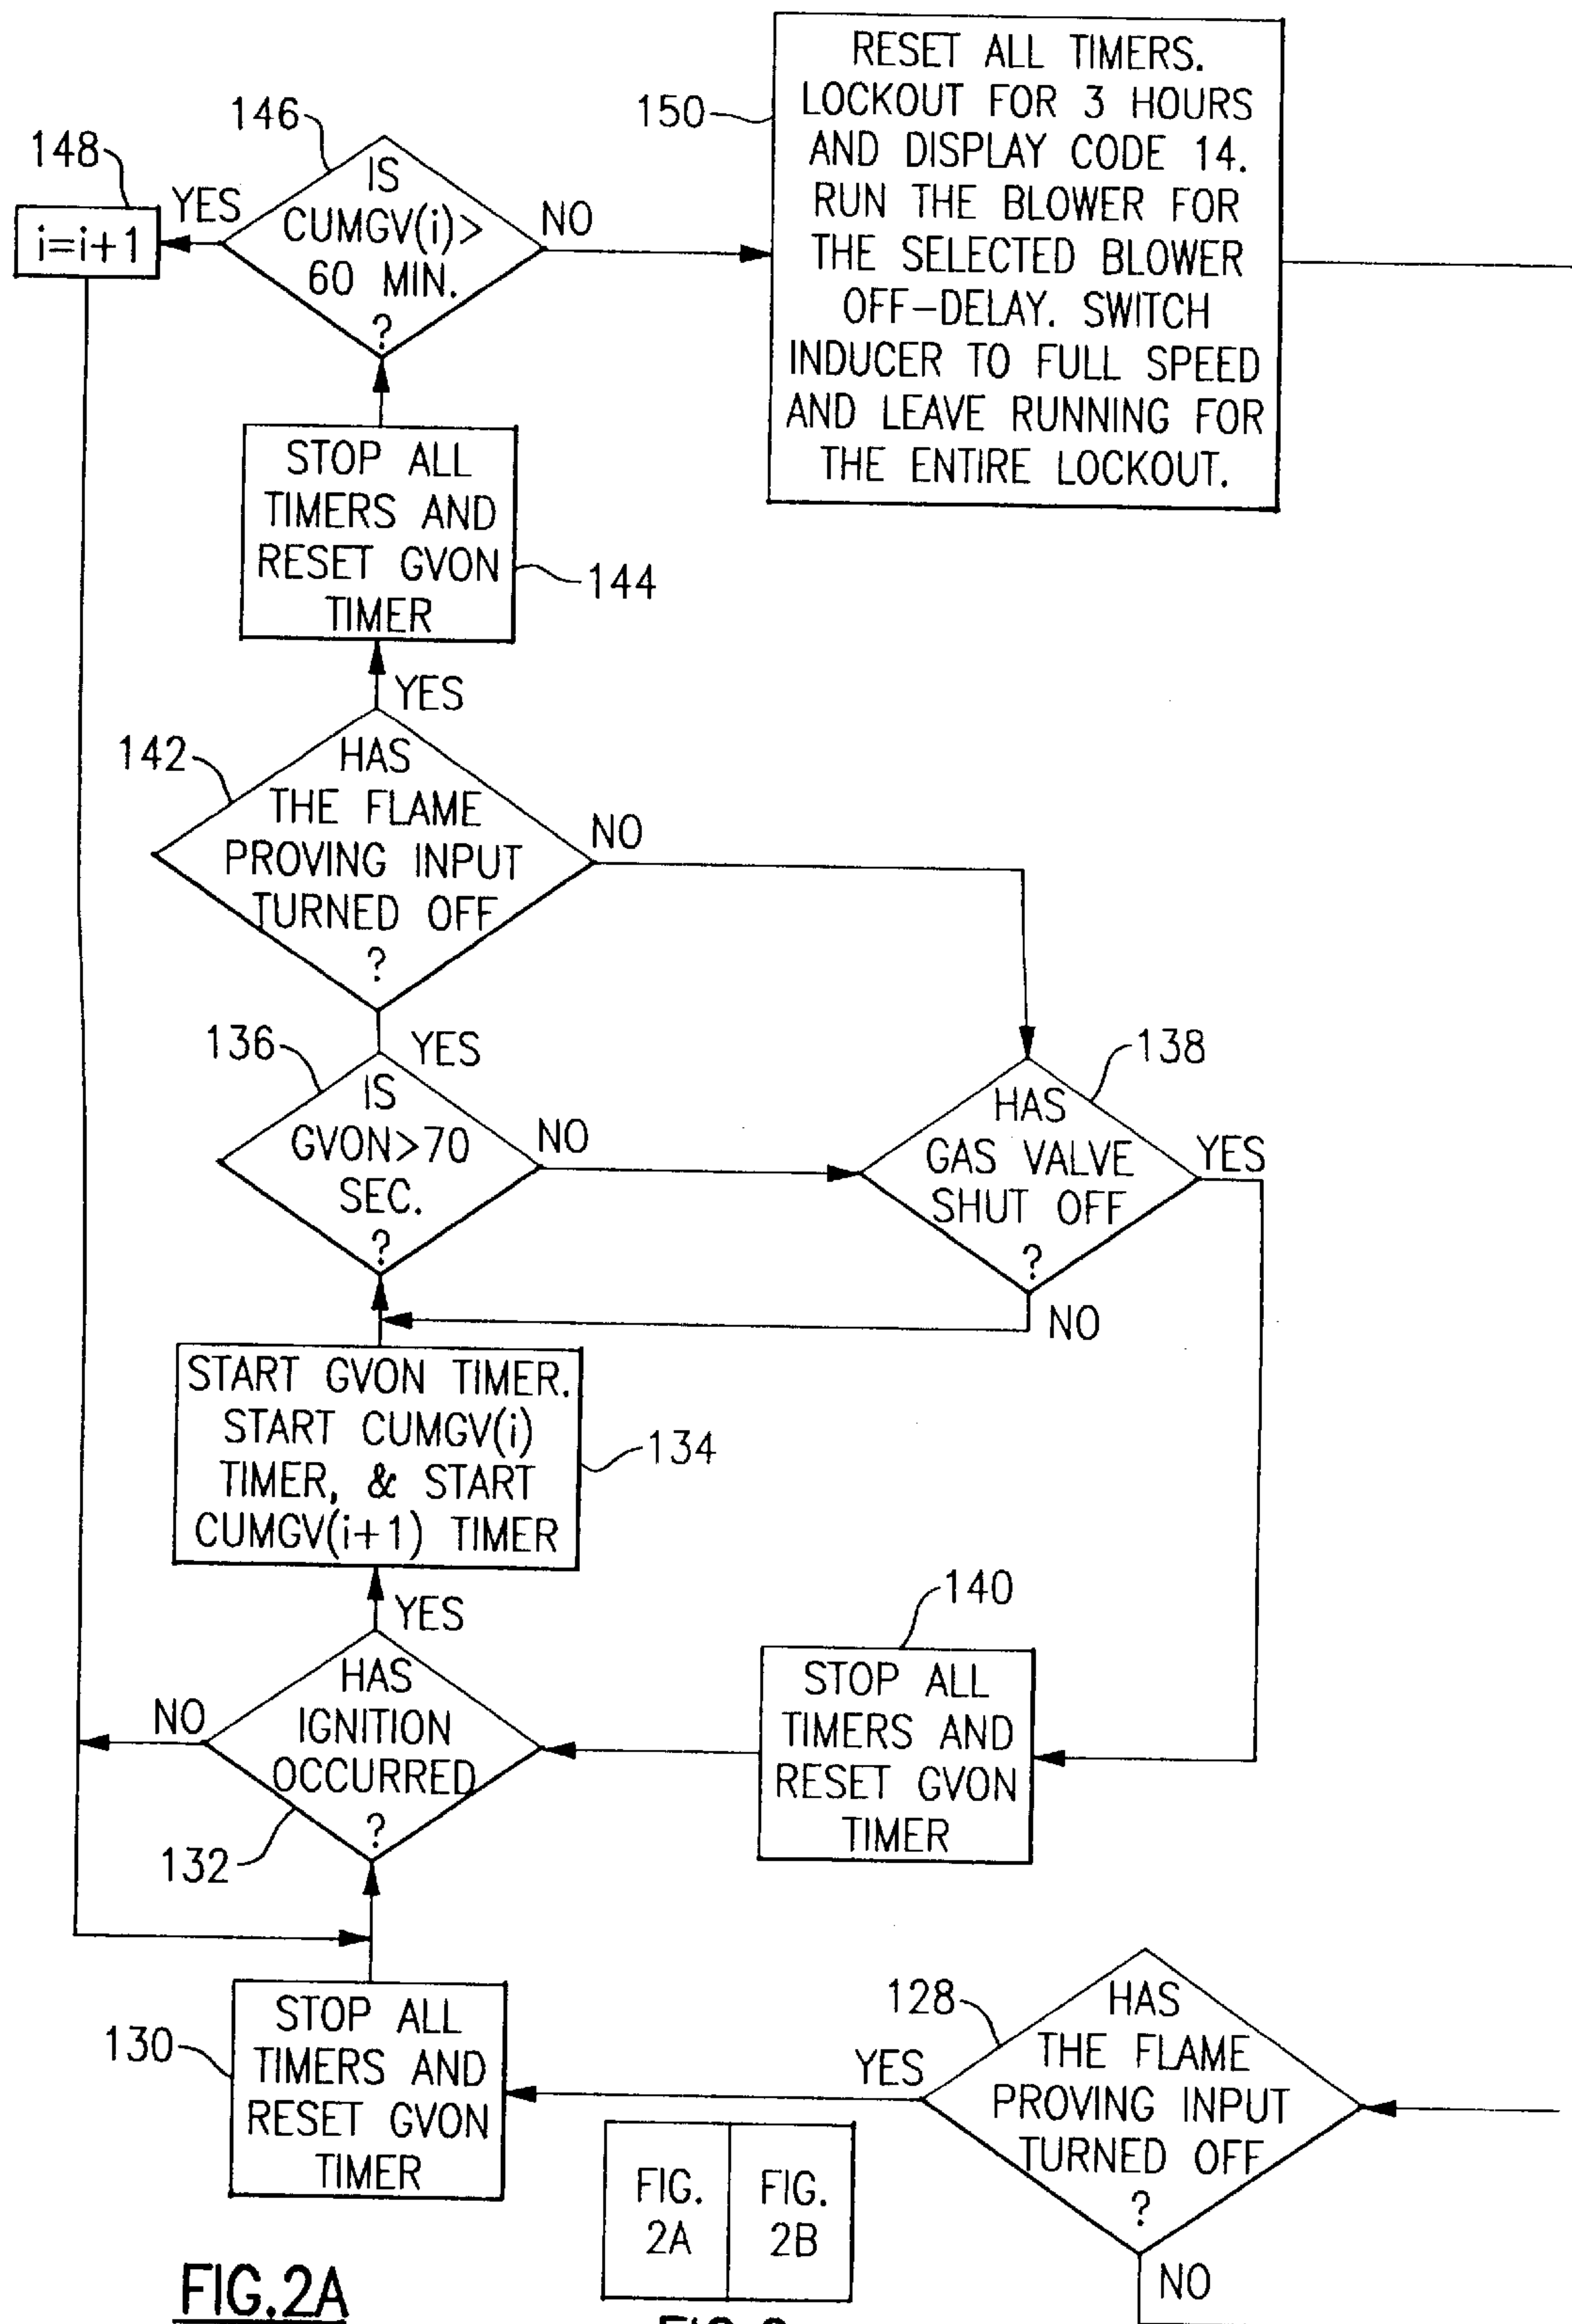 RESET ALL TIMERS.
LOCKOUT FOR 3 HOURS
AND DISPLAY CODE 14.
RUN THE BLOWER FOR
THE SELECTED BLOWER
OFF-DELAY. SWITCH
INDUCER TO FULL SPEED
AND LEAVE RUNNING FOR
THE ENTIRE LOCKOUT.
150
146
148
YES
i=i+1
IS
CUMGV(i)>
60 MIN.
?
NO
STOP ALL
TIMERS AND
RESET GVON
TIMER
144
YES
142
HAS
THE FLAME
PROVING INPUT
TURNED OFF
?
NO
136
YES
IS
GVON>70
SEC.
?
NO
138
HAS
GAS VALVE
SHUT OFF
?
YES
NO
START GVON TIMER.
START CUMGV(i)
TIMER, & START
CUMGV(i+1) TIMER
134
YES
140
HAS
IGNITION
OCCURRED
?
NO
132
STOP ALL
TIMERS AND
RESET GVON
TIMER
STOP ALL
TIMERS AND
RESET GVON
TIMER
130
128
HAS
THE FLAME
PROVING INPUT
TURNED OFF
?
YES
NO
FIG.
2A
FIG.
2B
FIG.2A